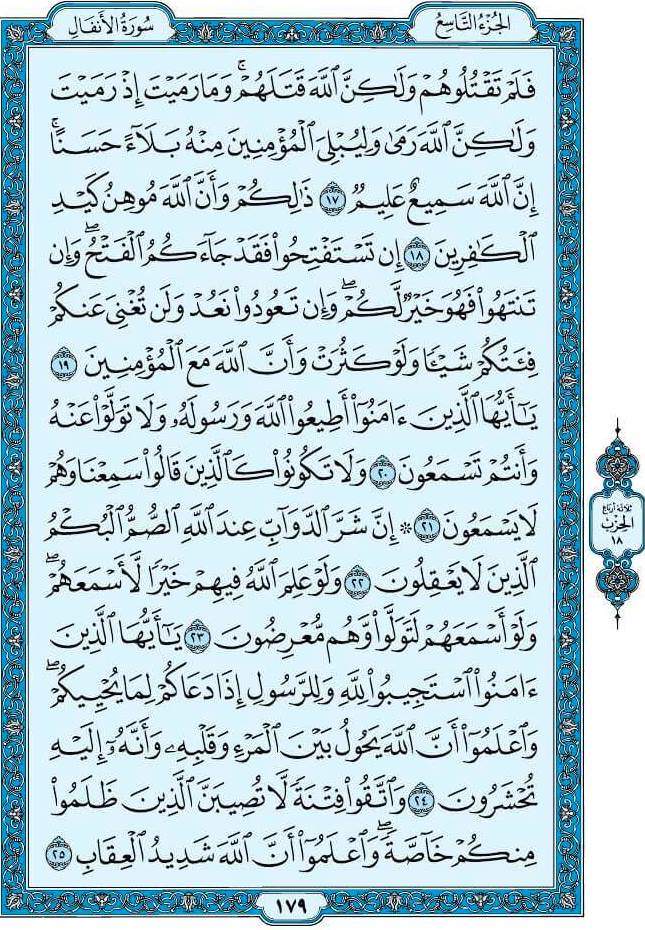 الجُزْءُ التَّاسِعُ
سُورَةُ الأَنفَالِ
فَلَمْ تَقْتُلُوهُمْ وَلَٰكِنَّ ٱللَّهَ قَتَلَهُمْۚ وَمَا رَمَيْتَ إِذْ رَمَيْتَ
وَلَٰكِنَّ ٱللَّهَ رَمَىٰ وَلِيُبْلِيَ ٱلْمُؤْمِنِينَ مِنْهُ بَلَآءً حَسَنًاۚ
إِنَّ ٱللَّهَ سَمِيعٌ عَلِيمٌ ١٧ ذَٰلِكُمْ وَأَنَّ ٱللَّهَ مُوهِنُ كَيْدِ
ٱلْكَٰفِرِينَ ١٨ إِن تَسْتَفْتِحُوا۟ فَقَدْ جَآءَكُمُ ٱلْفَتْحُۖ وَإِن
تَنتَهُوا۟ فَهُوَ خَيْرٌ لَّكُمْۖ وَإِن تَعُودُوا۟ نَعُدْ وَلَن تُغْنِيَ عَنكُمْ
فِئَتُكُمْ شَيْـًٔا وَلَوْ كَثُرَتْ وَأَنَّ ٱللَّهَ مَعَ ٱلْمُؤْمِنِينَ ١٩
يَٰٓأَيُّهَا ٱلَّذِينَ ءَامَنُوٓا۟ أَطِيعُوا۟ ٱللَّهَ وَرَسُولَهُۥ وَلَا تَوَلَّوْا۟ عَنْهُ
وَأَنتُمْ تَسْمَعُونَ ٢٠ وَلَا تَكُونُوا۟ كَٱلَّذِينَ قَالُوا۟ سَمِعْنَا وَهُمْ
لَا يَسْمَعُونَ ٢١ ۞ إِنَّ شَرَّ ٱلدَّوَآبِّ عِندَ ٱللَّهِ ٱلصُّمُّ ٱلْبُكْمُ
ٱلَّذِينَ لَا يَعْقِلُونَ ٢٢ وَلَوْ عَلِمَ ٱللَّهُ فِيهِمْ خَيْرًا لَّأَسْمَعَهُمْۖ
وَلَوْ أَسْمَعَهُمْ لَتَوَلَّوا۟ وَّهُم مُّعْرِضُونَ ٢٣ يَٰٓأَيُّهَا ٱلَّذِينَ
ءَامَنُوا۟ ٱسْتَجِيبُوا۟ لِلَّهِ وَلِلرَّسُولِ إِذَا دَعَاكُمْ لِمَا يُحْيِيكُمْۖ
وَٱعْلَمُوٓا۟ أَنَّ ٱللَّهَ يَحُولُ بَيْنَ ٱلْمَرْءِ وَقَلْبِهِۦ وَأَنَّهُۥٓ إِلَيْهِ
تُحْشَرُونَ ٢٤ وَٱتَّقُوا۟ فِتْنَةً لَّا تُصِيبَنَّ ٱلَّذِينَ ظَلَمُوا۟
مِنكُمْ خَآصَّةًۖ وَٱعْلَمُوٓا۟ أَنَّ ٱللَّهَ شَدِيدُ ٱلْعِقَابِ ٢٥
ثلاثة أرباع
الحزب
١٨
١٧٩